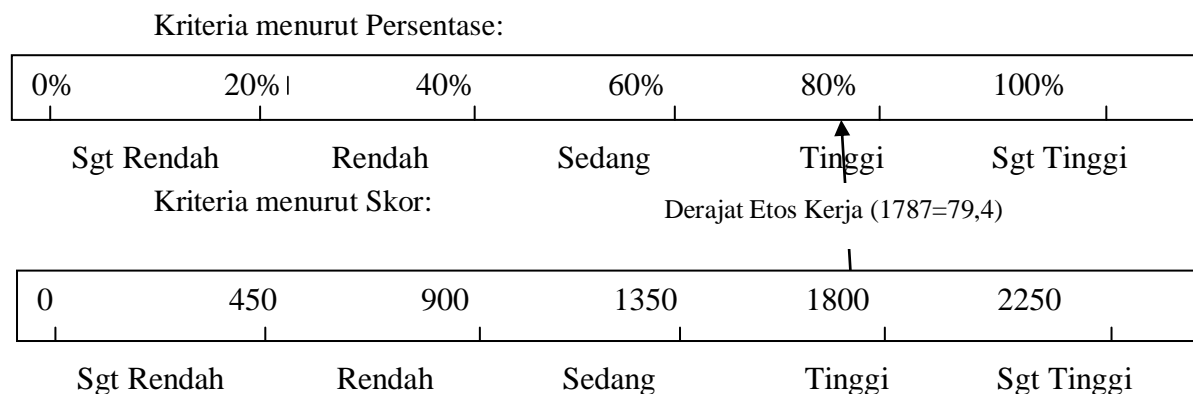 Kriteria menurut Persentase:
0% 20% 40% 60% 80% 100%
Sgt Rendah Rendah Sedang Tinggi Sgt Tinggi
Kriteria menurut Skor:
Derajat Etos Kerja (1787=79,4)
0 450 900 1350 1800 2250
Sgt Rendah Rendah Sedang Tinggi Sgt Tinggi